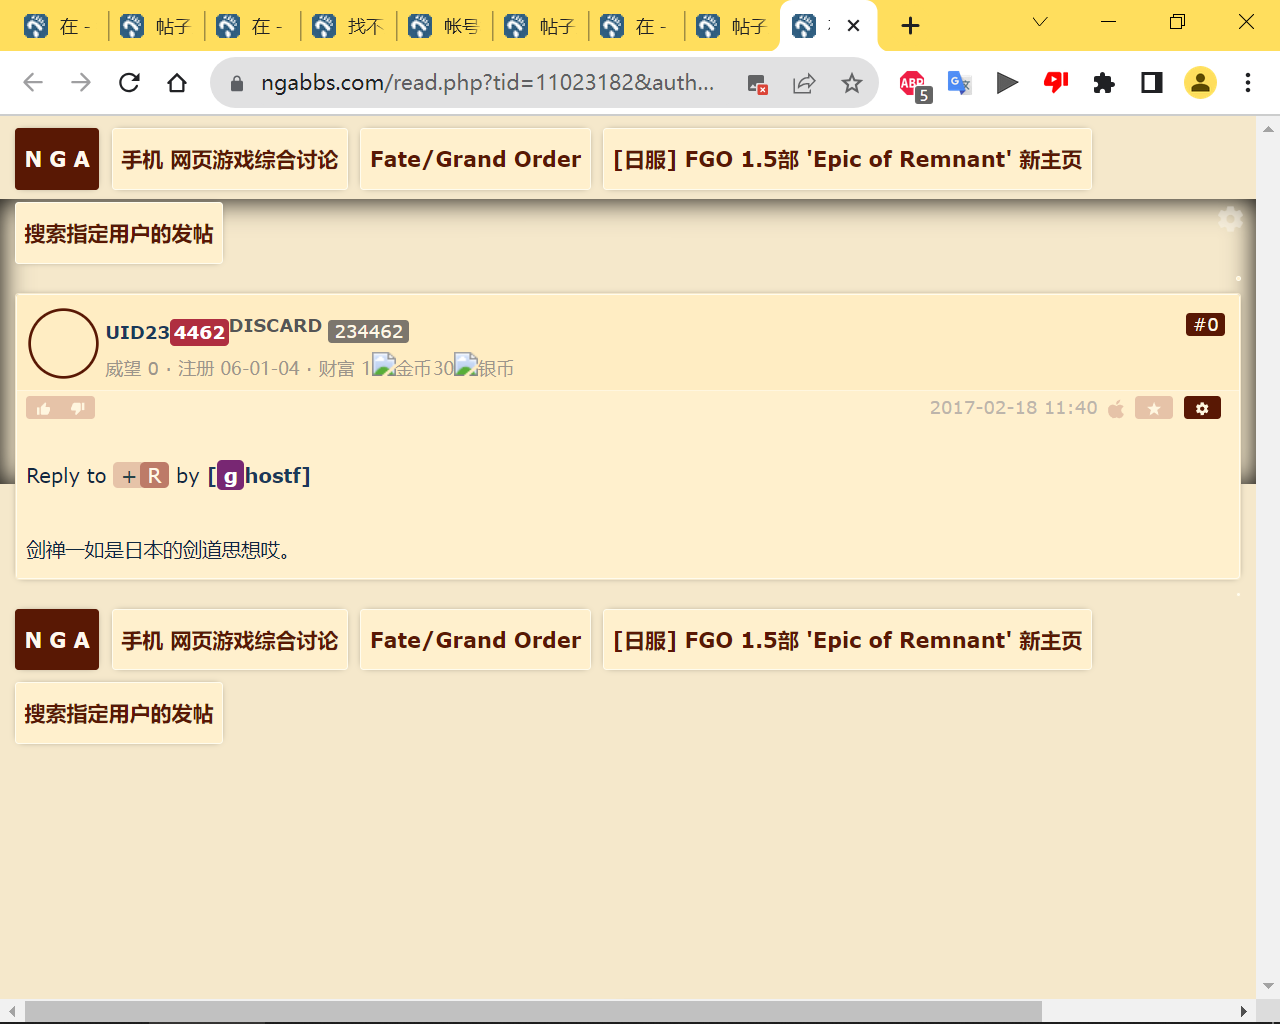 在 - 帖子 在 - 找不 帐号 帖子 在 - 帖子
ngabbs.com/read.php?tid=11023182&auth...
ABP 5
N G A 手机 网页游戏综合讨论 Fate/Grand Order [日服] FGO 1.5部 'Epic of Remnant' 新主页
搜索指定用户的发帖
UID234462 DISCARD 234462 #0
威望 0 · 注册 06-01-04 · 财富 1金币30银币
2017-02-18 11:40
Reply to +R by [ghostf]
剑禅一如是日本的剑道思想哎。
N G A 手机 网页游戏综合讨论 Fate/Grand Order [日服] FGO 1.5部 'Epic of Remnant' 新主页
搜索指定用户的发帖